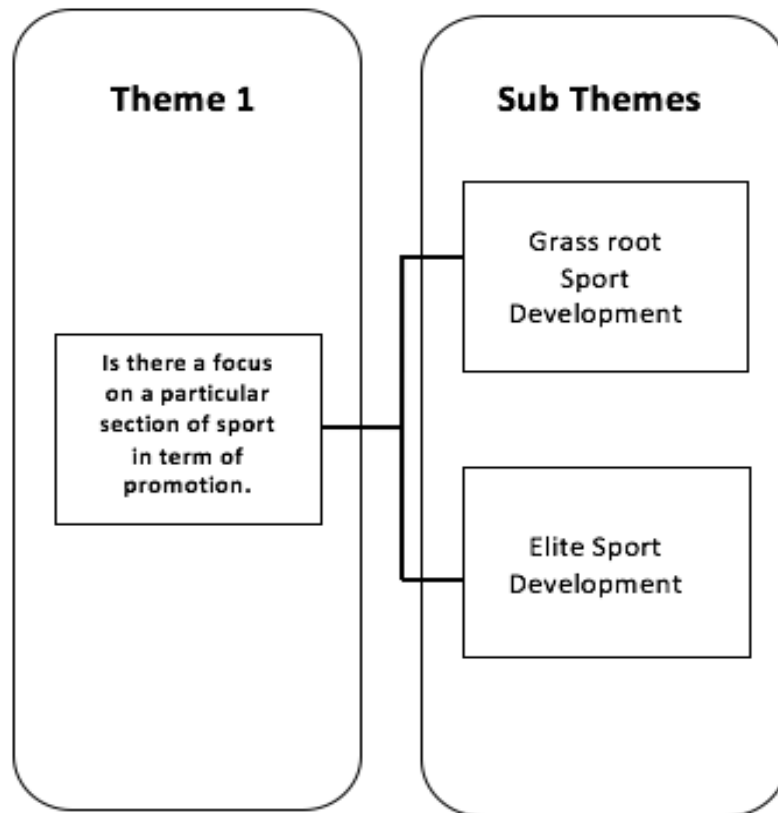 Theme 1
Is there a focus
on a particular
section of sport
in term of
promotion.
Sub Themes
Grass root
Sport
Development
Elite Sport
Development